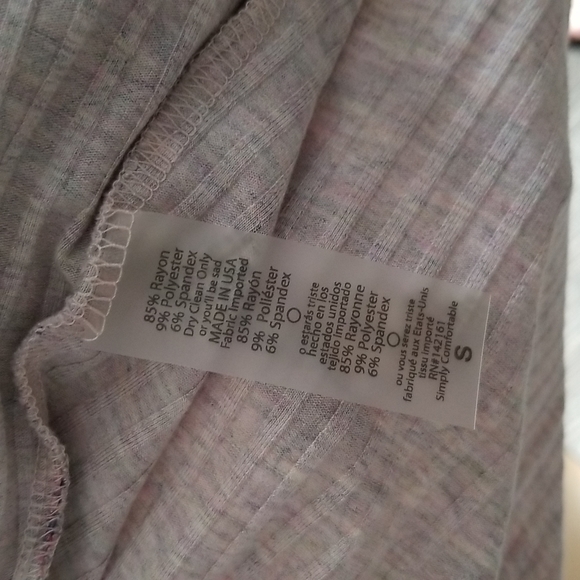 85% Rayon
9% Polyester
6% Spandex
Dry Clean Only
or you'll be sad
MADE IN USA
Fabric Imported
85% Rayón
9% Poliéster
6% Spandex
o estarás triste
hecho en los
estados unidos
tejido importado
85% Rayonne
9% Polyester
6% Spandex
ou vous serez triste
fabriqué aux Etats-Unis
tissu importé
RN#142161
Simply Comfortable
S